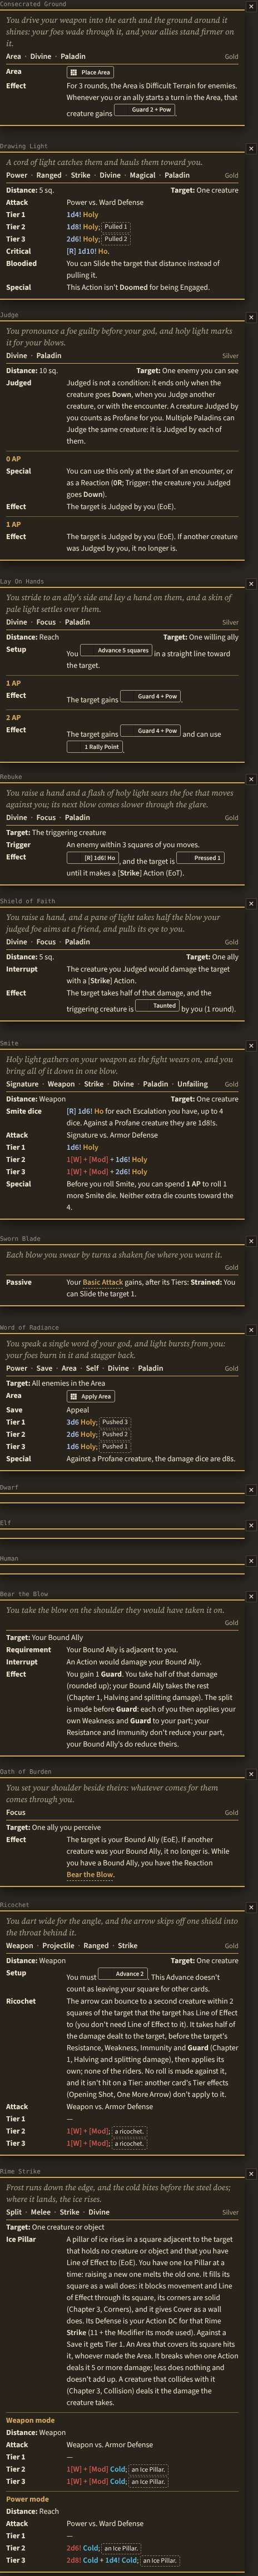 Consecrated Ground
You drive your weapon into the earth and the ground around it
shines; your foes wade through it, and your allies stand firmer on
it.
Area · Divine · Paladin Gold
Area Place Area
Effect For 3 rounds, the Area is Difficult Terrain for enemies.
Whenever you or an ally starts a turn in the Area, that
creature gains Guard 2 + Pow.
Drawing Light
A cord of light catches them and hauls them toward you.
Power · Ranged · Strike · Divine · Magical · Paladin Gold
Distance: 5 sq. Target: One creature
Attack Power vs. Ward Defense
Tier 1 1d4! Holy
Tier 2 1d8! Holy; Pulled 1
Tier 3 2d6! Holy; Pulled 2
Critical [R] 1d10! Ho.
Bloodied You can Slide the target that distance instead of
pulling it.
Special This Action isn't Doomed for being Engaged.
Judge
You pronounce a foe guilty before your god, and holy light marks
it for your blows.
Divine · Paladin Silver
Distance: 10 sq. Target: One enemy you can see
Judged Judged is not a condition: it ends only when the
creature goes Down, when you Judge another
creature, or with the encounter. A creature Judged
by you counts as Profane for you. Multiple Paladins can
Judge the same creature: it is Judged by each of
them.
0 AP
Special You can use this only at the start of an encounter, or
as a Reaction (0R; Trigger: the creature you Judged
goes Down).
Effect The target is Judged by you (EoE).
1 AP
Effect The target is Judged by you (EoE). If another creature
was Judged by you, it no longer is.
Lay On Hands
You stride to an ally's side and lay a hand on them, and a skin of
pale light settles over them.
Divine · Focus · Paladin Silver
Distance: Reach Target: One willing ally
Setup You Advance 5 squares in a straight line toward
the target.
1 AP
Effect The target gains Guard 4 + Pow.
2 AP
Effect The target gains Guard 4 + Pow and can use
1 Rally Point.
Rebuke
You raise a hand and a flash of holy light sears the foe that moves
against you; its next blow comes slower through the glare.
Divine · Focus · Paladin Gold
Target: The triggering creature
Trigger An enemy within 3 squares of you moves.
Effect [R] 1d6! Ho, and the target is Pressed 1
until it makes a [Strike] Action (EoT).
Shield of Faith
You raise a hand, and a pane of light takes half the blow your
judged foe aims at a friend, and pulls its eye to you.
Divine · Focus · Paladin Gold
Distance: 5 sq. Target: One ally
Interrupt The creature you Judged would damage the target
with a [Strike] Action.
Effect The target takes half of that damage, and the
triggering creature is Taunted by you (1 round).
Smite
Holy light gathers on your weapon as the fight wears on, and you
bring all of it down in one blow.
Signature · Weapon · Strike · Divine · Paladin · Unfailing Gold
Distance: Weapon Target: One creature
Smite dice [R] 1d6! Ho for each Escalation you have, up to 4
dice. Against a Profane creature they are 1d8!s.
Attack Signature vs. Armor Defense
Tier 1 1d6! Holy
Tier 2 1[W] + [Mod] + 1d6! Holy
Tier 3 1[W] + [Mod] + 2d6! Holy
Special Before you roll Smite, you can spend 1 AP to roll 1
more Smite die. Neither extra die counts toward the
4.
Sworn Blade
Each blow you swear by turns a shaken foe where you want it.
Gold
Passive Your Basic Attack gains, after its Tiers: Strained: You
can Slide the target 1.
Word of Radiance
You speak a single word of your god, and light bursts from you:
your foes burn in it and stagger back.
Power · Save · Area · Self · Divine · Paladin Gold
Target: All enemies in the Area
Area Apply Area
Save Appeal
Tier 1 3d6 Holy; Pushed 3
Tier 2 2d6 Holy; Pushed 2
Tier 3 1d6 Holy; Pushed 1
Special Against a Profane creature, the damage dice are d8s.
Dwarf
Elf
Human
Bear the Blow
You take the blow on the shoulder they would have taken it on.
Gold
Target: Your Bound Ally
Requirement Your Bound Ally is adjacent to you.
Interrupt An Action would damage your Bound Ally.
Effect You gain 1 Guard. You take half of that damage
(rounded up); your Bound Ally takes the rest
(Chapter 1, Halving and splitting damage). The split
is made before Guard: each of you then applies your
own Weakness and Guard to your part; your
Resistance and Immunity don't reduce your part,
your Bound Ally's do reduce theirs.
Oath of Burden
You set your shoulder beside theirs: whatever comes for them
comes through you.
Focus Gold
Target: One ally you perceive
Effect The target is your Bound Ally (EoE). If another
creature was your Bound Ally, it no longer is. While
you have a Bound Ally, you have the Reaction
Bear the Blow.
Ricochet
You dart wide for the angle, and the arrow skips off one shield into
the throat behind it.
Weapon · Projectile · Ranged · Strike Gold
Distance: Weapon Target: One creature
Setup You must Advance 2. This Advance doesn't
count as leaving your square for other cards.
Ricochet The arrow can bounce to a second creature within 2
squares of the target that the target has Line of Effect
to (you don't need Line of Effect to it). It takes half of
the damage dealt to the target, before the target's
Resistance, Weakness, Immunity and Guard (Chapter
1, Halving and splitting damage), then applies its
own; none of the riders. No roll is made against it,
and it isn't hit on a Tier: another card's Tier effects
(Opening Shot, One More Arrow) don't apply to it.
Attack Weapon vs. Armor Defense
Tier 1 —
Tier 2 1[W] + [Mod]; a ricochet.
Tier 3 1[W] + [Mod]; a ricochet.
Rime Strike
Frost runs down the edge, and the cold bites before the steel does;
where it lands, the ice rises.
Split · Melee · Strike · Divine Silver
Target: One creature or object
Ice Pillar A pillar of ice rises in a square adjacent to the target
that holds no creature or object and that you have
Line of Effect to (EoE). You have one Ice Pillar at a
time: raising a new one melts the old one. It fills its
square as a wall does: it blocks movement and Line
of Effect through its square, its corners are solid
(Chapter 3, Corners), and it gives Cover as a wall
does. Its Defense is your Action DC for that Rime
Strike (11 + the Modifier its mode used). Against a
Save it gets Tier 1. An Area that covers its square hits
it, whoever made the Area. It breaks when one Action
deals it 5 or more damage; less does nothing and
doesn't add up. A creature that collides with it
(Chapter 3, Collision) deals it the damage the
creature takes.
Weapon mode
Distance: Weapon
Attack Weapon vs. Armor Defense
Tier 1 —
Tier 2 1[W] + [Mod] Cold; an Ice Pillar.
Tier 3 1[W] + [Mod] Cold; an Ice Pillar.
Power mode
Distance: Reach
Attack Power vs. Ward Defense
Tier 1 —
Tier 2 2d6! Cold; an Ice Pillar.
Tier 3 2d8! Cold + 1d4! Cold; an Ice Pillar.